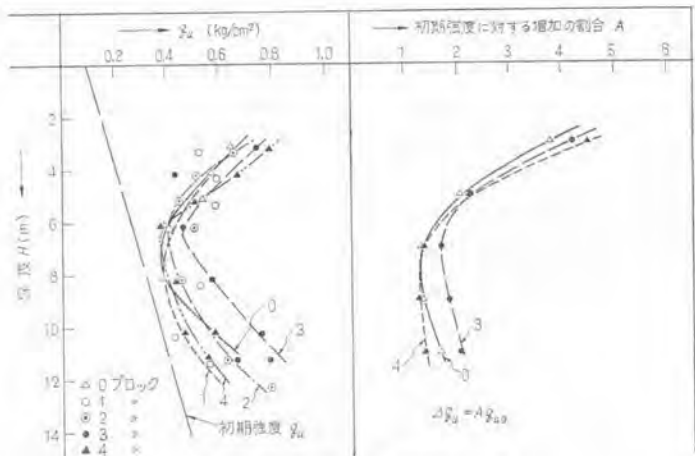 → qu (kg/cm²)
0.2 0.4 0.6 0.8 1.0
→ 初期強度に対する増加の割合 A
0 1 2 3 4 5 6
深度 H(m) →
2
4
6
8
10
12
14
0
3
2
4
1
初期強度 qu
△ 0 ブロック
○ 1 〃
◉ 2 〃
● 3 〃
▲ 4 〃
4
0
3
Δqu = Aqu0